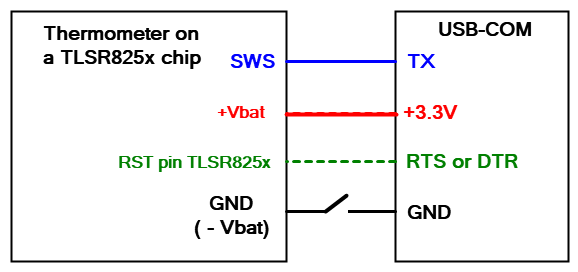 Thermometer on
a TLSR825x chip
USB-COM
SWS
TX
+Vbat
+3.3V
RST pin TLSR825x
RTS or DTR
GND
( - Vbat)
GND